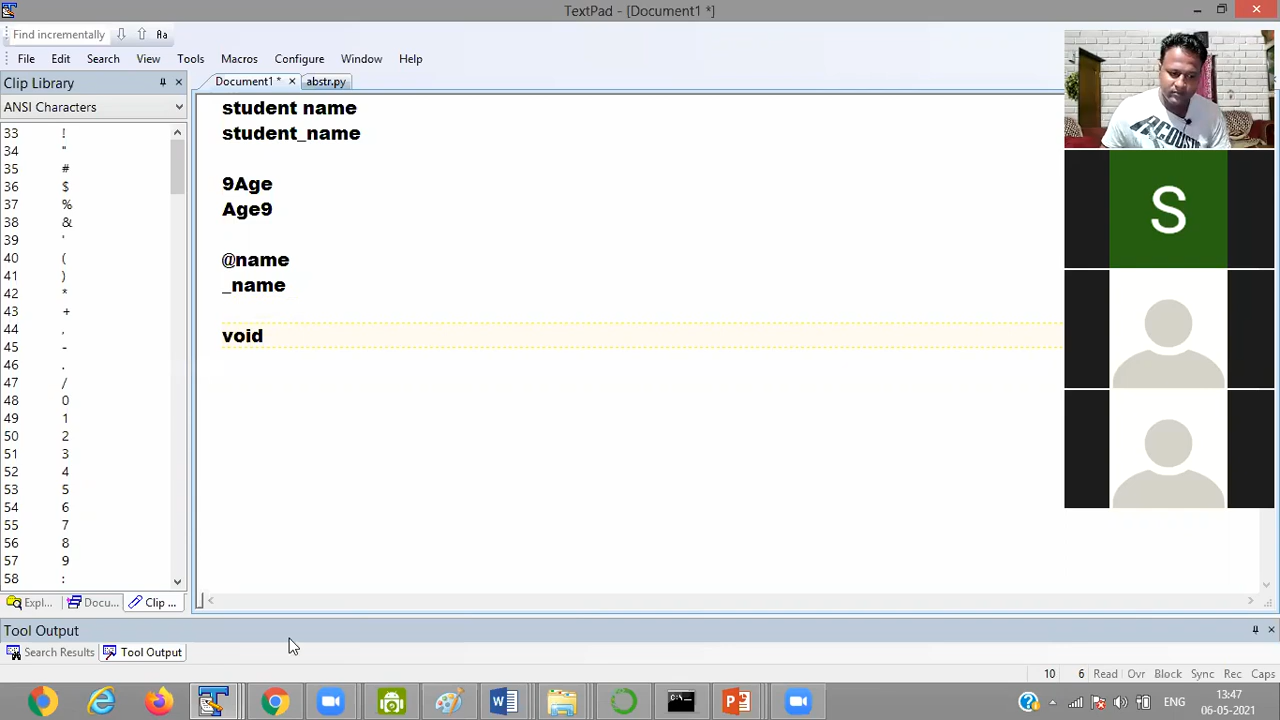 TextPad - [Document1 *]
Find incrementally
Aa
File Edit Search View Tools Macros Configure Window Help
Clip Library
Document1 * abstr.py
ANSI Characters
33 !
34 "
35 #
36 $
37 %
38 &
39 '
40 (
41 )
42 *
43 +
44 ,
45 -
46 .
47 /
48 0
49 1
50 2
51 3
52 4
53 5
54 6
55 7
56 8
57 9
58 :
student name
student_name
9Age
Age9
@name
_name
void
ACOUSTIC
S
Expl... Docu... Clip ...
Tool Output
Search Results Tool Output
10 6 Read Ovr Block Sync Rec Caps
ENG
13:47
06-05-2021